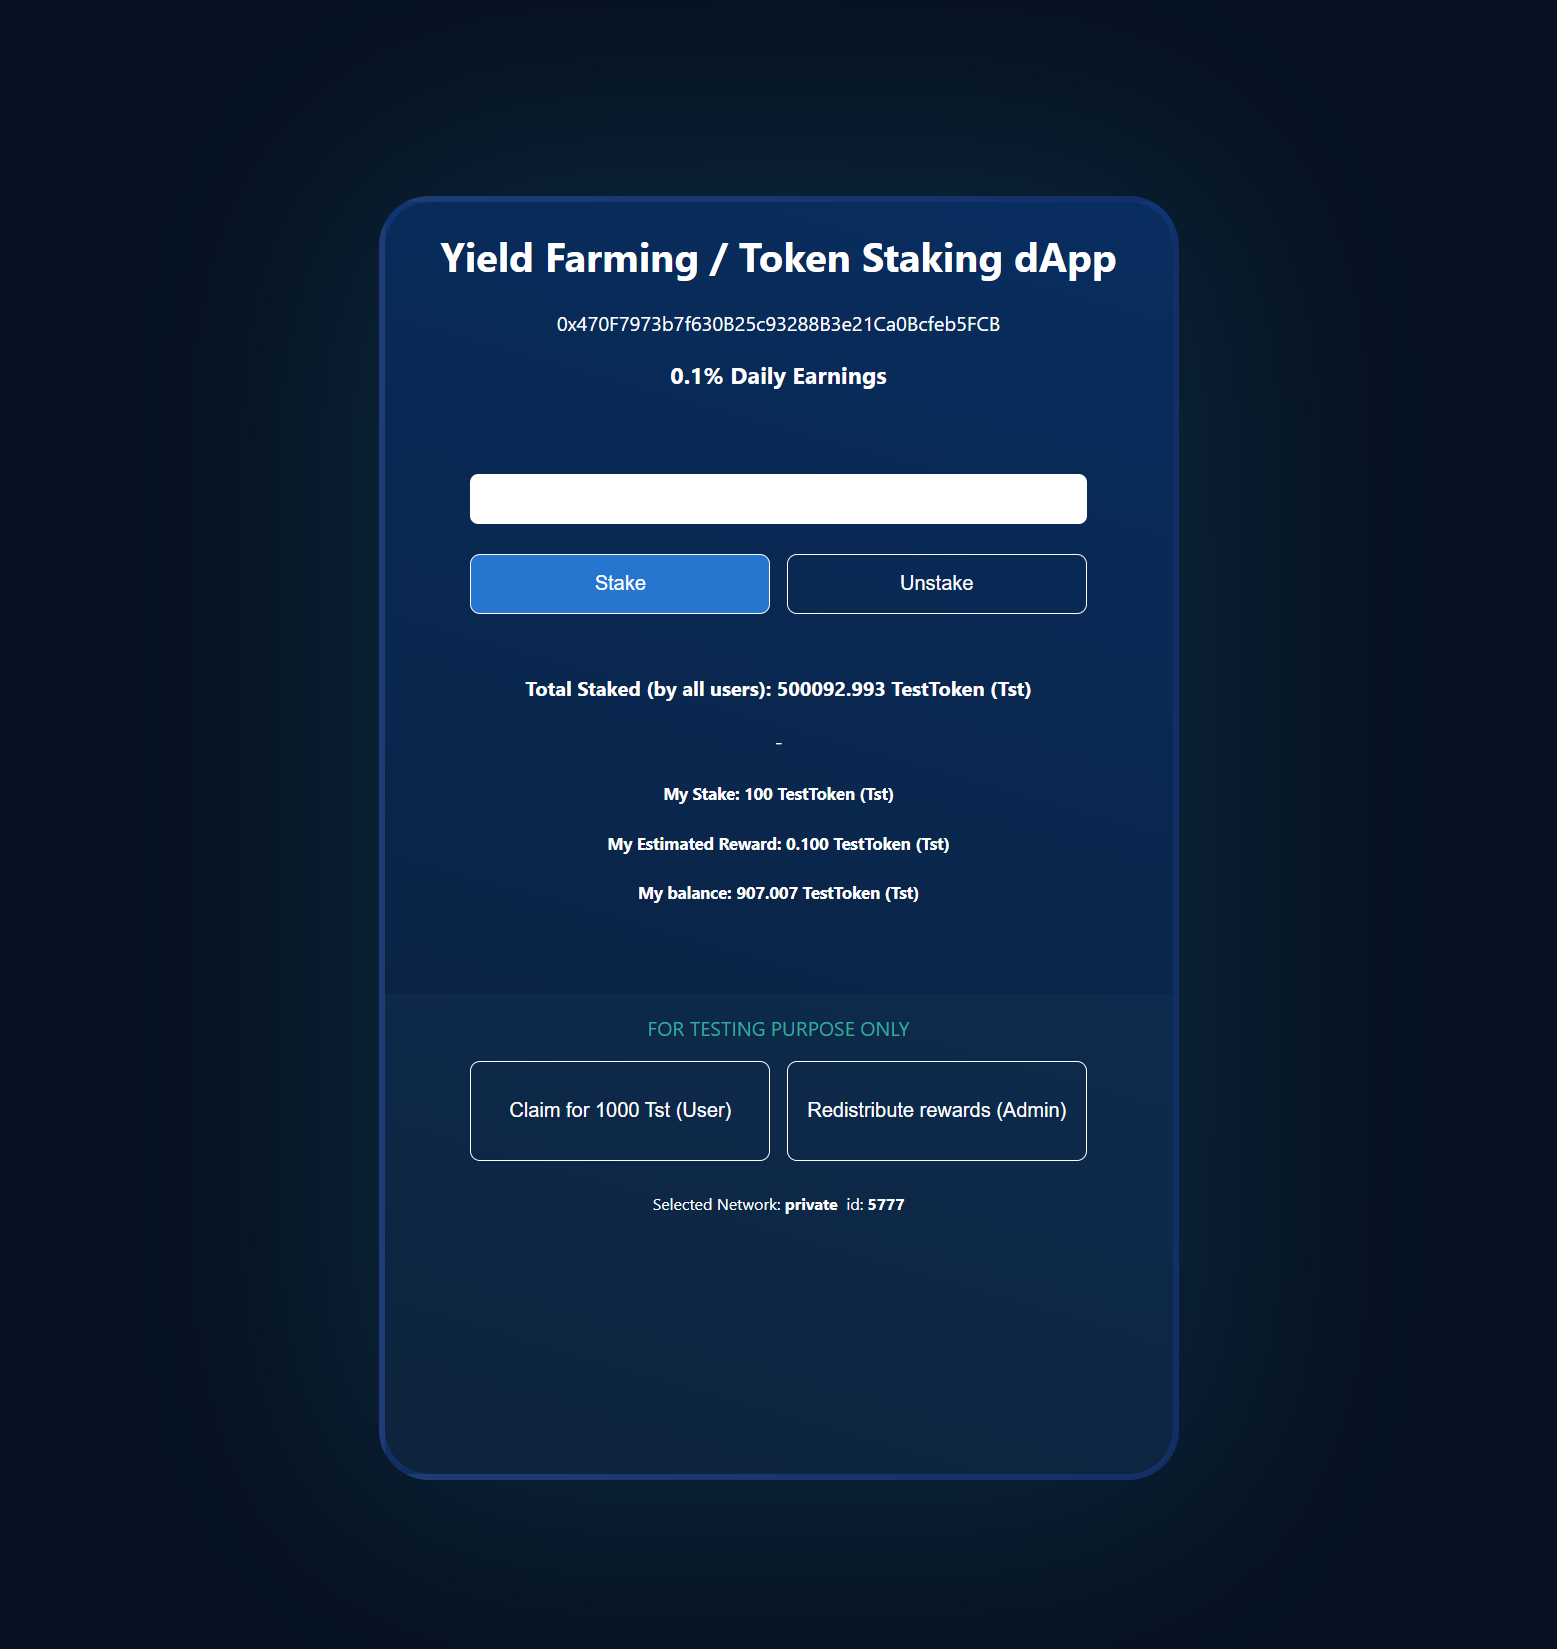 Yield Farming / Token Staking dApp
0x470F7973b7f630B25c93288B3e21Ca0Bcfeb5FCB
0.1% Daily Earnings
Stake
Unstake
Total Staked (by all users): 500092.993 TestToken (Tst)
-
My Stake: 100 TestToken (Tst)
My Estimated Reward: 0.100 TestToken (Tst)
My balance: 907.007 TestToken (Tst)
FOR TESTING PURPOSE ONLY
Claim for 1000 Tst (User)
Redistribute rewards (Admin)
Selected Network: private id: 5777